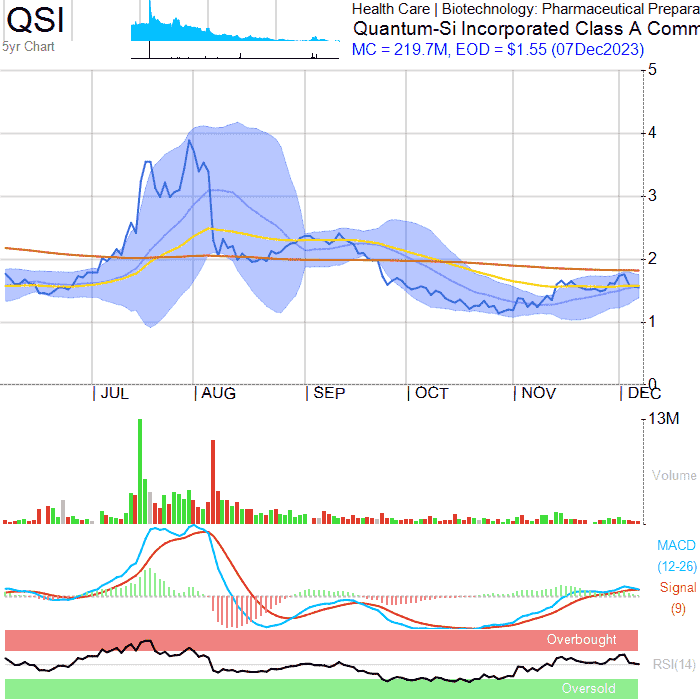 QSI
5yr Chart
Health Care | Biotechnology: Pharmaceutical Prepara
Quantum-Si Incorporated Class A Comm
MC = 219.7M, EOD = $1.55 (07Dec2023)
5
4
3
2
1
0
JUL AUG SEP OCT NOV DEC
13M
Volume
MACD
(12-26)
Signal
(9)
Overbought
RSI(14)
Oversold